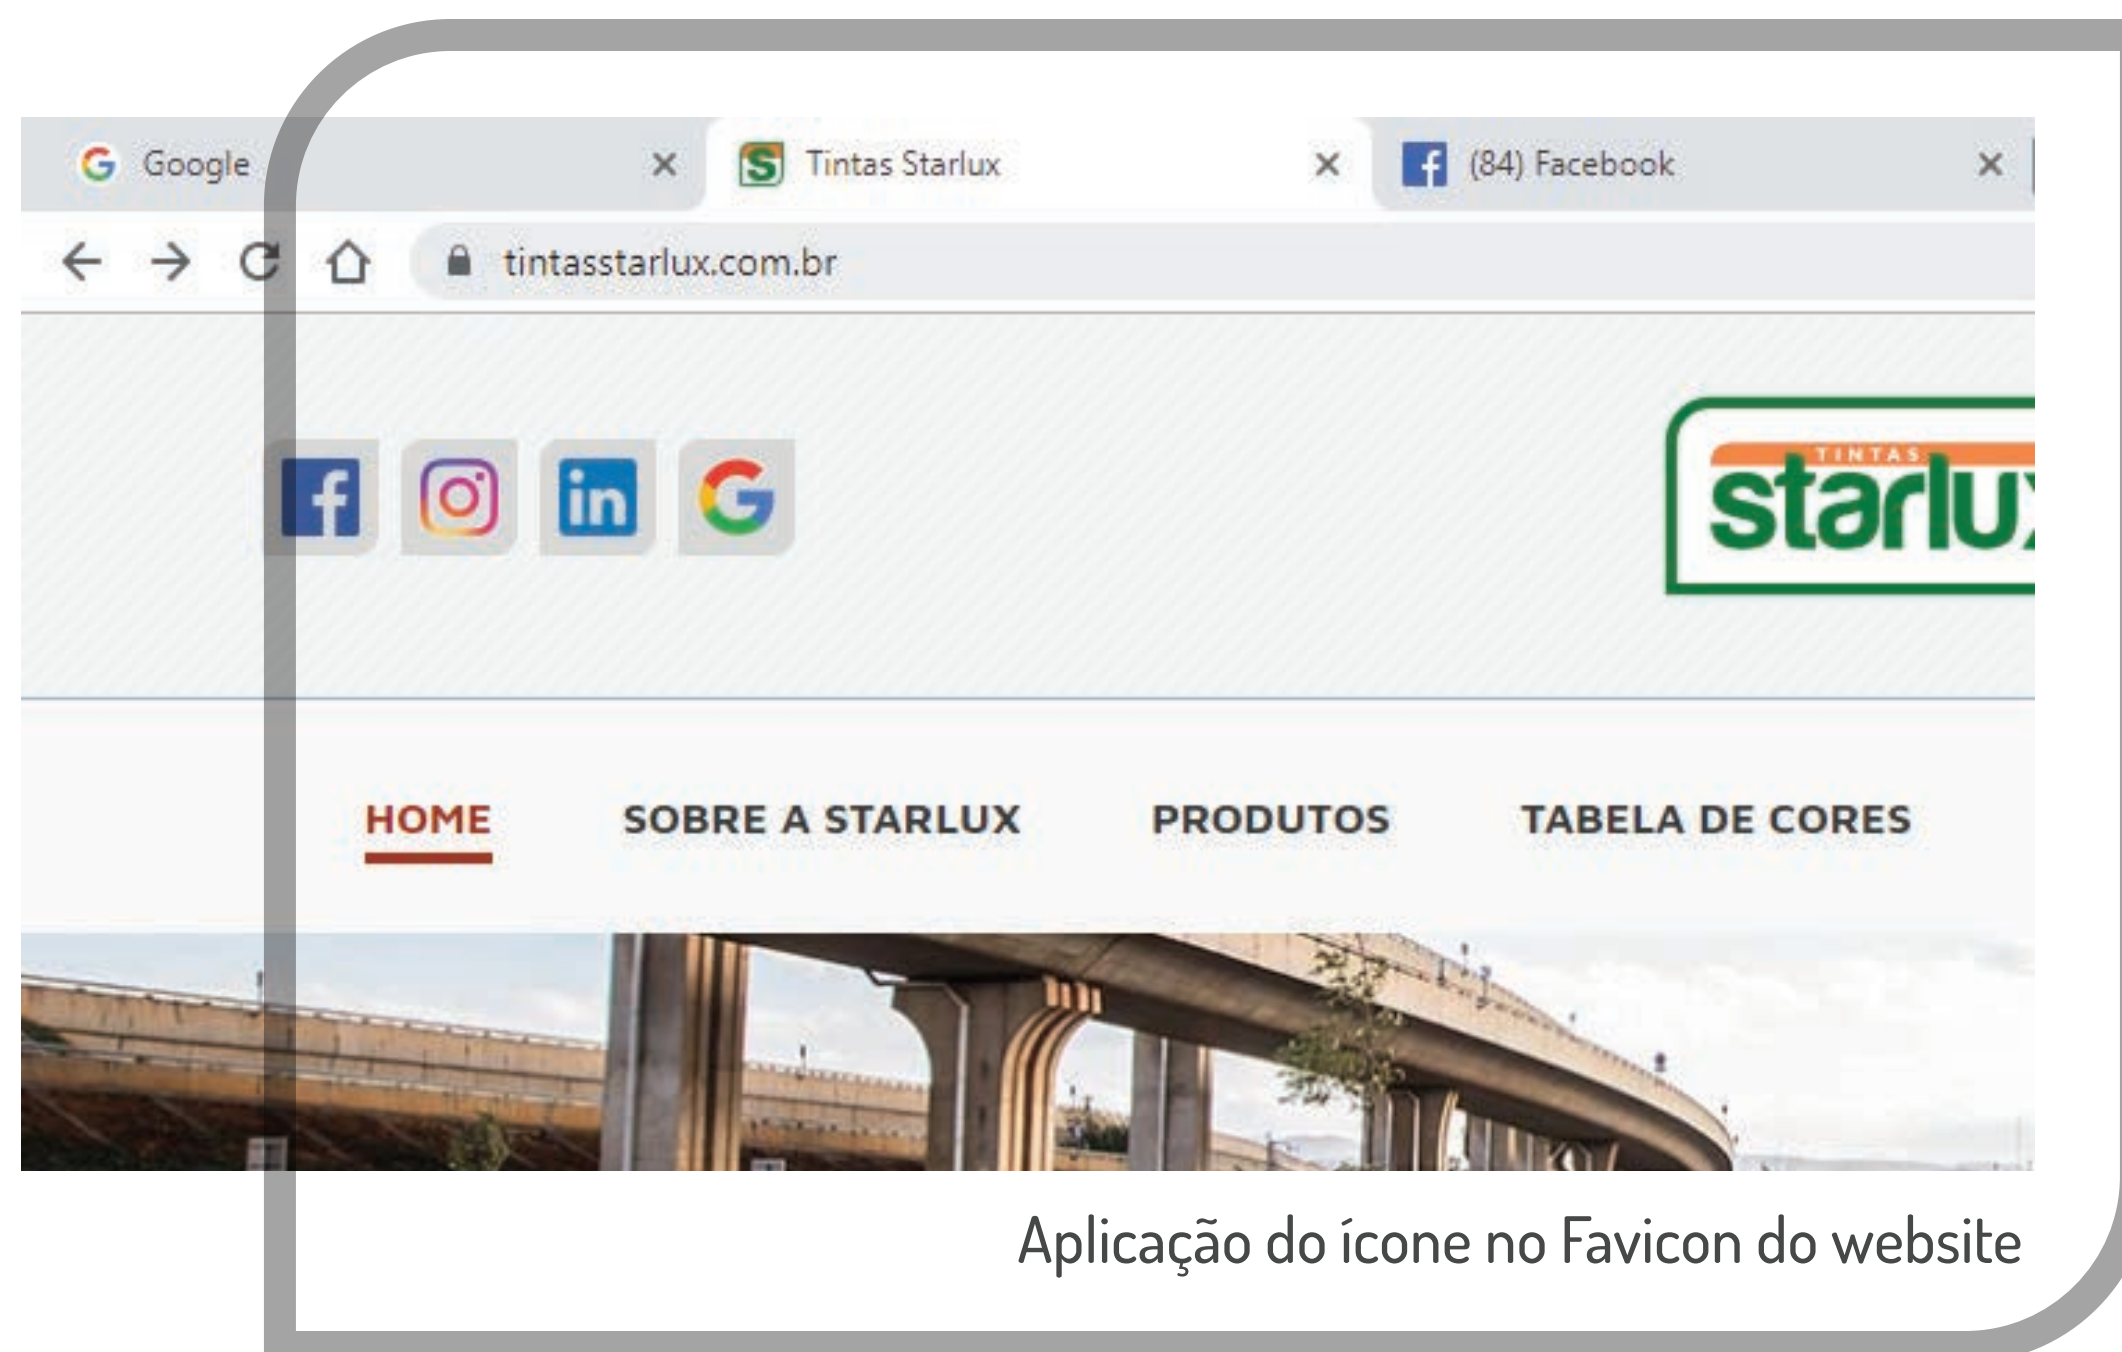 Google
Tintas Starlux
(84) Facebook
tintasstarlux.com.br
TINTAS
starlux
HOME
SOBRE A STARLUX
PRODUTOS
TABELA DE CORES
Aplicação do ícone no Favicon do website